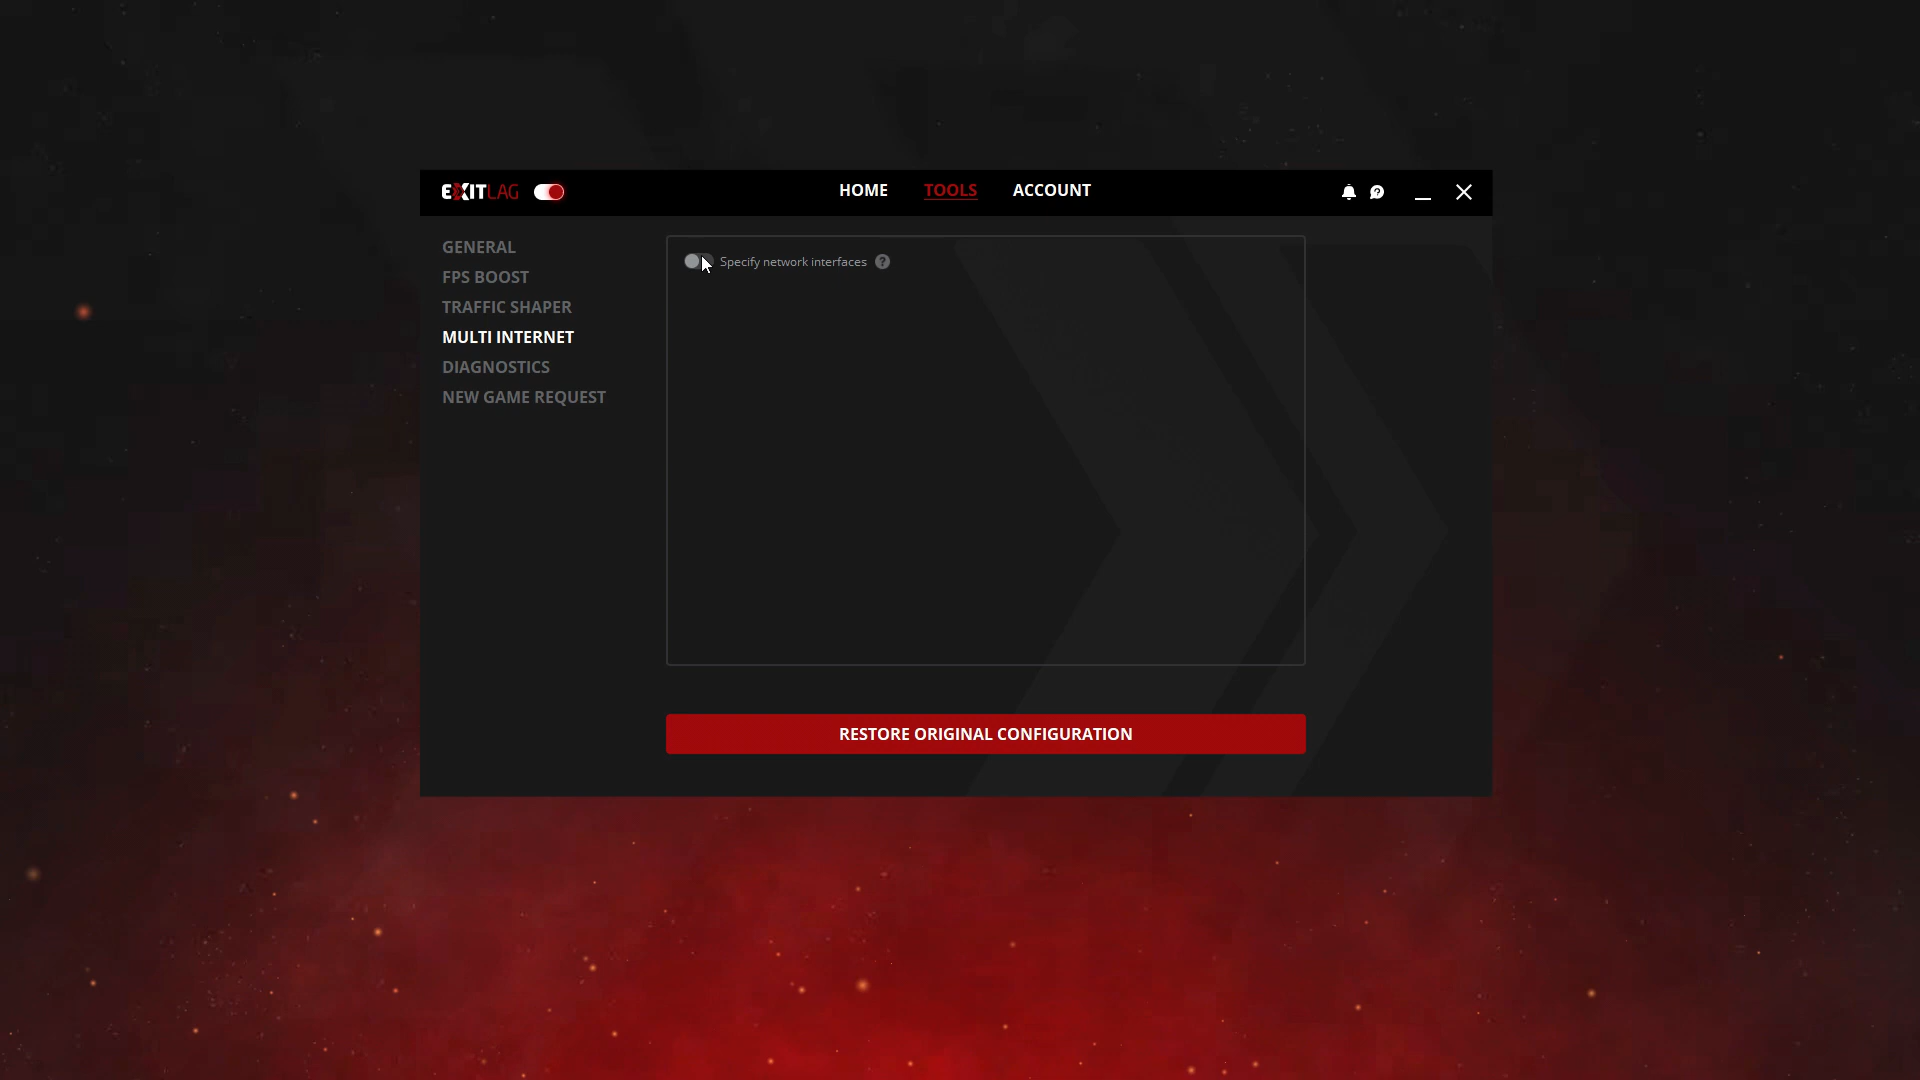 EXITLAG
HOME
TOOLS
ACCOUNT
GENERAL
FPS BOOST
TRAFFIC SHAPER
MULTI INTERNET
DIAGNOSTICS
NEW GAME REQUEST
Specify network interfaces ?
RESTORE ORIGINAL CONFIGURATION